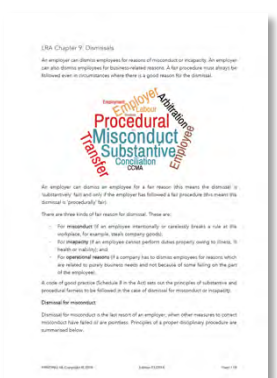 LRA Chapter 9: Dismissals
An employer can dismiss employees for reasons of misconduct or incapacity. An employer
can also dismiss employees for business-related reasons. A fair procedure must always be
followed even in circumstances where there is a good reason for the dismissal.
Employment
Employer
Labour
Arbitration
Procedural
Misconduct
Substantive
Transfer
Conciliation
CCMA
Employee
An employer can dismiss an employee for a fair reason (this means the dismissal is
'substantively' fair) and only if the employer has followed a fair procedure (this means the
dismissal is 'procedurally' fair).
There are three kinds of fair reason for dismissal. These are:
For misconduct (if an employee intentionally or carelessly breaks a rule at the
workplace, for example, steals company goods);
For incapacity (if an employee cannot perform duties properly owing to illness, ill
health or inability); and
For operational reasons (if a company has to dismiss employees for reasons which
are related to purely business needs and not because of some failing on the part
of the employee).
A code of good practice (Schedule 8 in the Act) sets out the principles of substantive and
procedural fairness to be followed in the case of dismissal for misconduct or incapacity.
Dismissal for misconduct
Dismissal for misconduct is the last resort of an employer, when other measures to correct
misconduct have failed or are pointless. Principles of a proper disciplinary procedure are
summarised below.